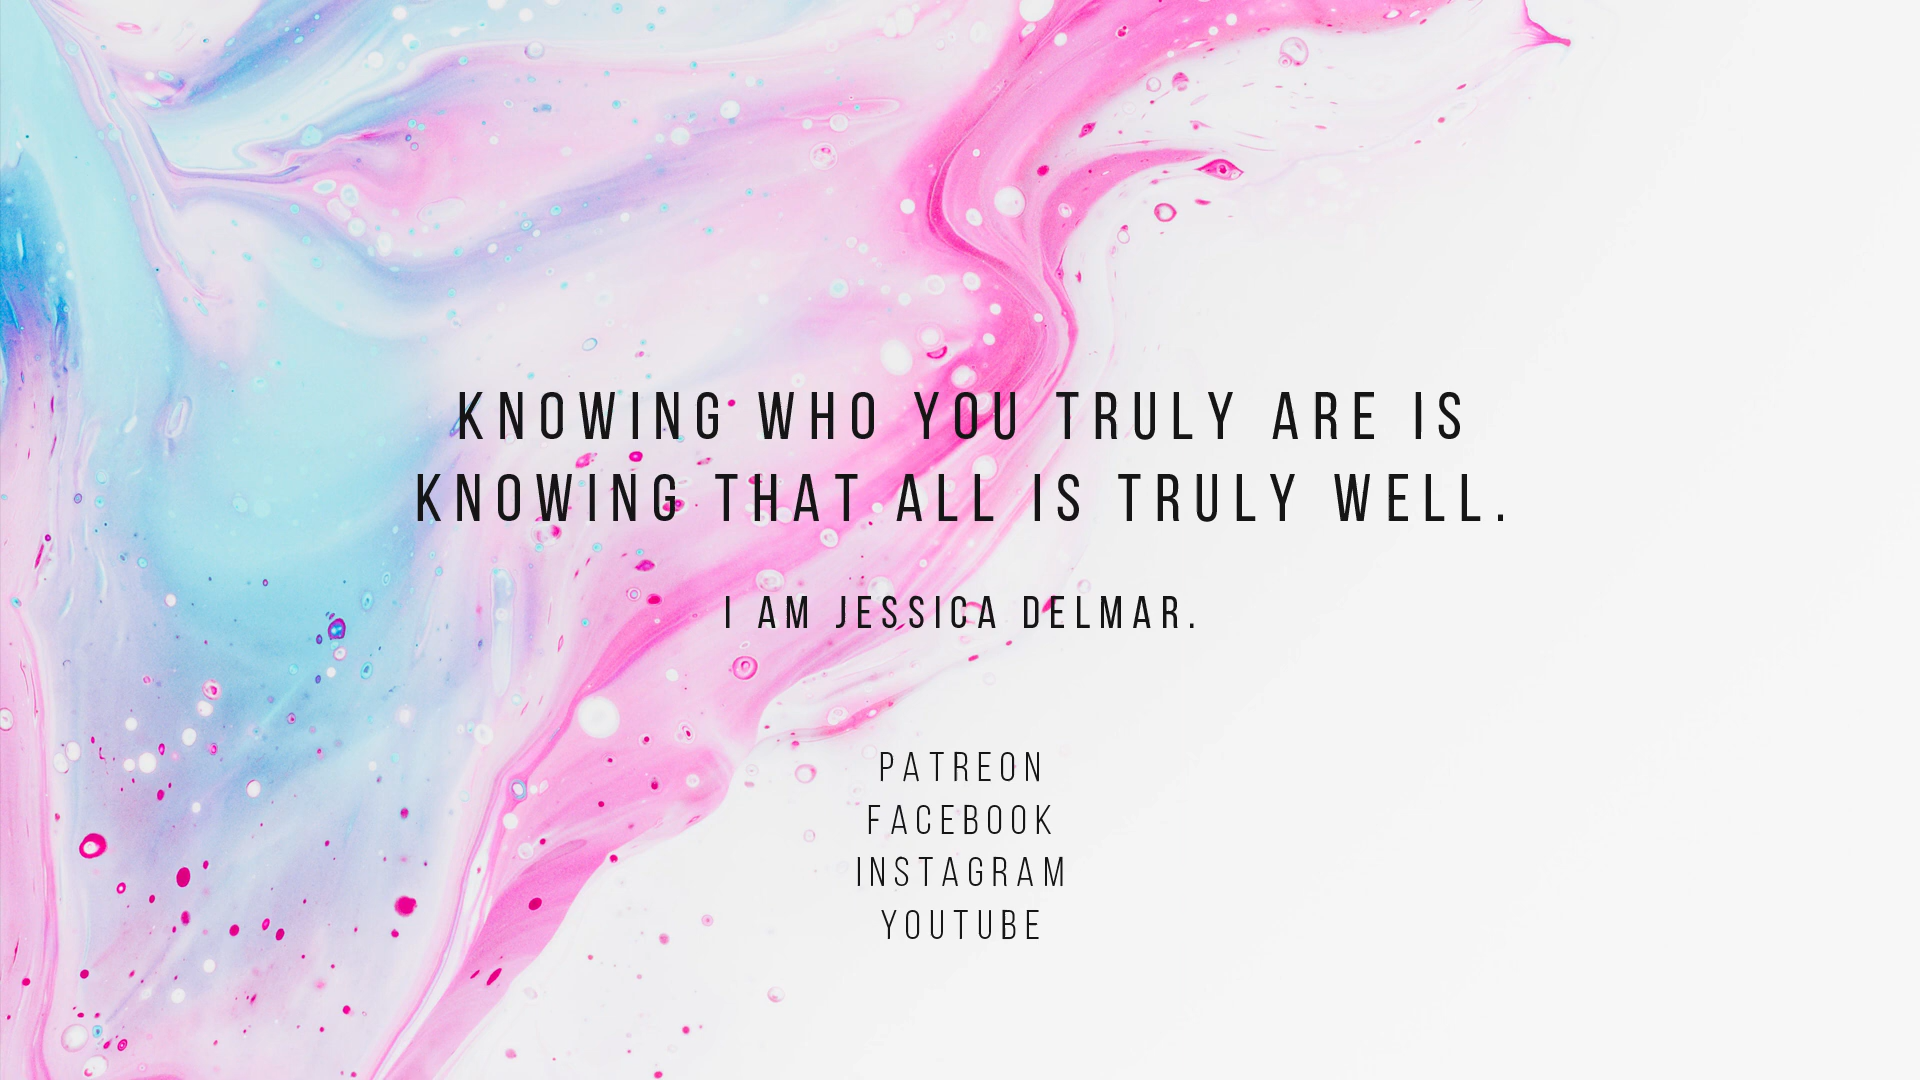 KNOWING WHO YOU TRULY ARE IS
KNOWING THAT ALL IS TRULY WELL.
I AM JESSICA DELMAR.
PATREON
FACEBOOK
INSTAGRAM
YOUTUBE